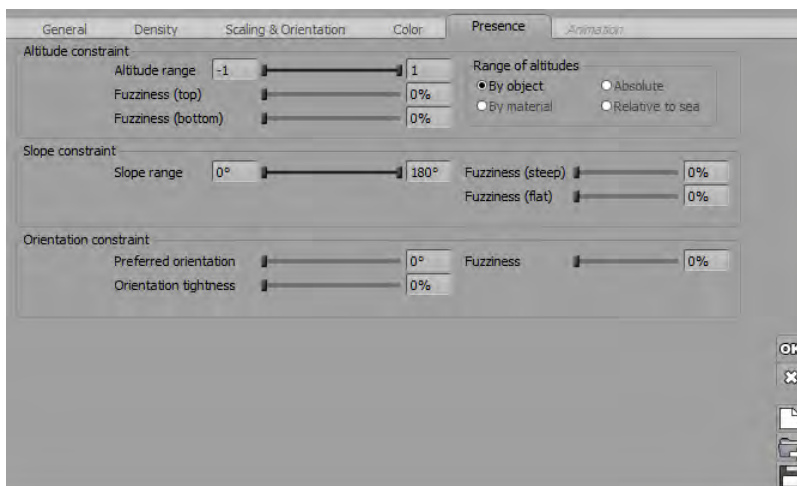 General Density Scaling & Orientation Color Presence Animation
Altitude constraint
Altitude range -1 1
Fuzziness (top) 0%
Fuzziness (bottom) 0%
Range of altitudes
By object Absolute
By material Relative to sea
Slope constraint
Slope range 0° 180° Fuzziness (steep) 0%
Fuzziness (flat) 0%
Orientation constraint
Preferred orientation 0° Fuzziness 0%
Orientation tightness 0%
OK